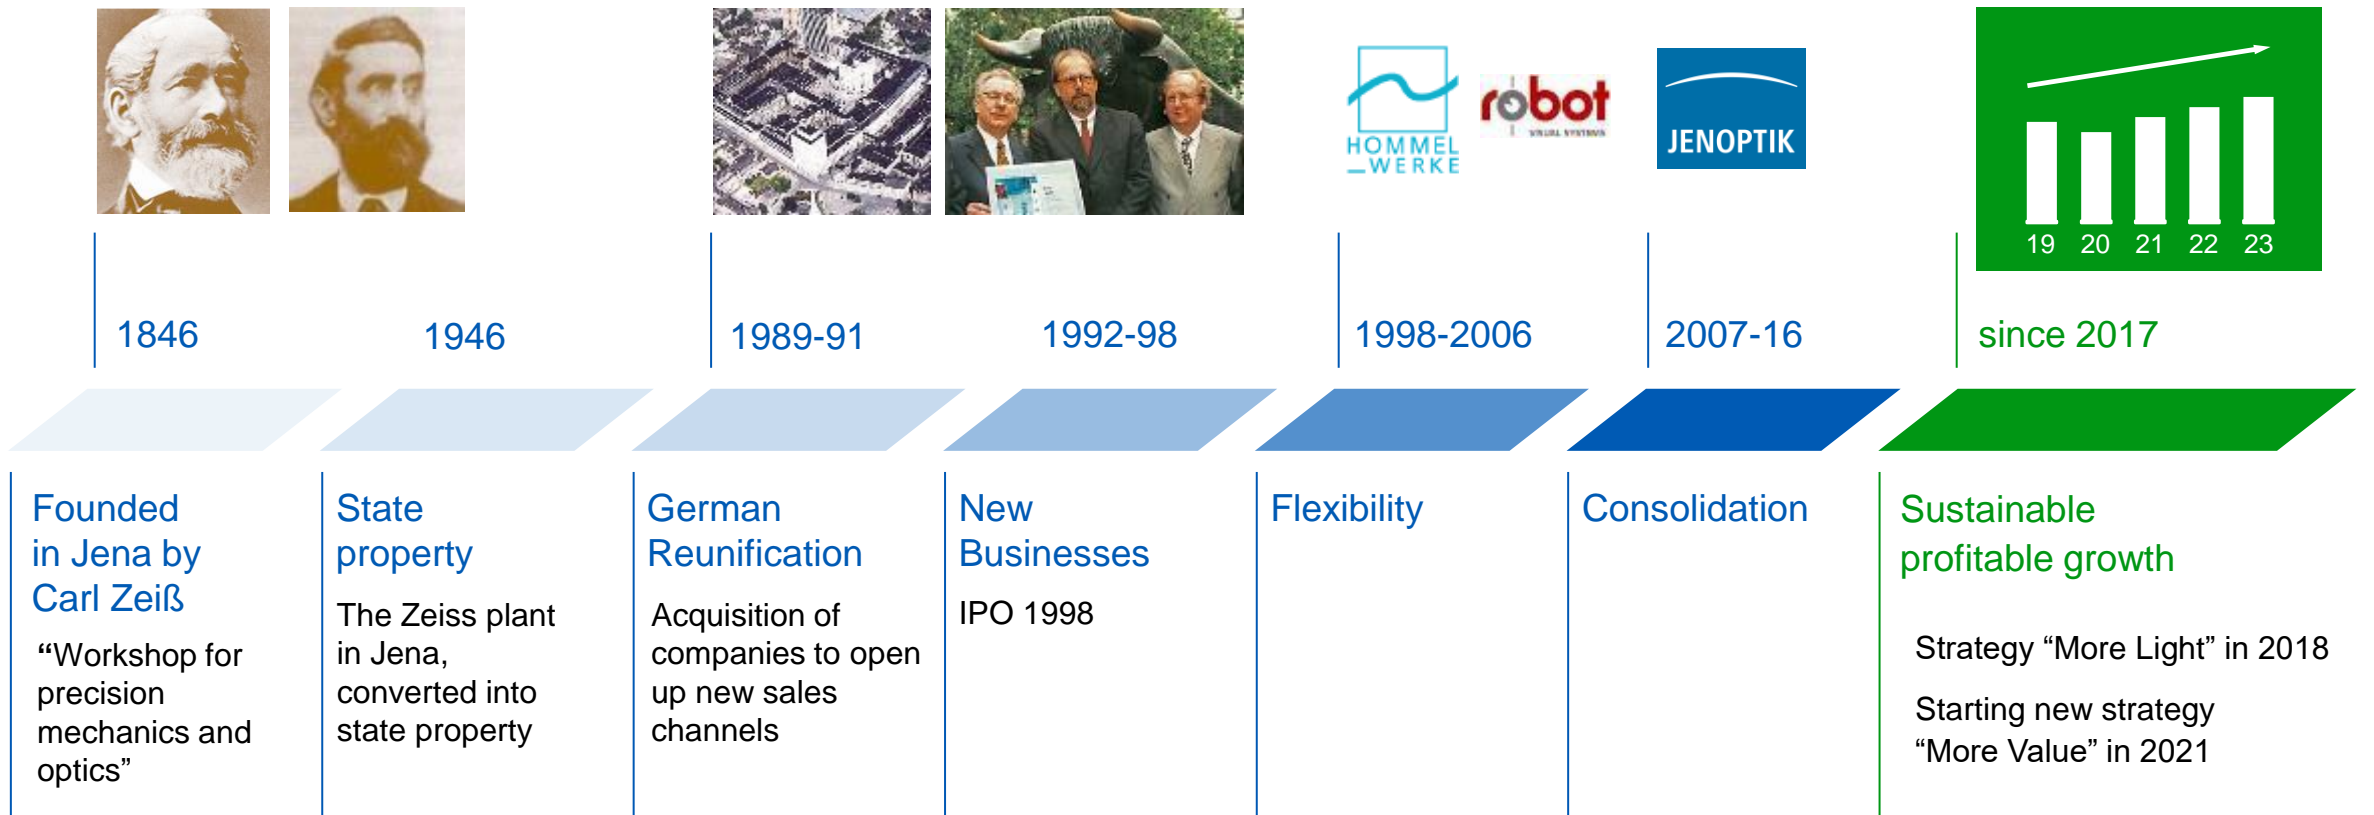 HOMMEL
_WERKE
robot
VISUAL SYSTEMS
JENOPTIK
19 20 21 22 23
1846
1946
1989-91
1992-98
1998-2006
2007-16
since 2017
Founded
in Jena by
Carl Zeiß
“Workshop for
precision
mechanics and
optics”
State
property
The Zeiss plant
in Jena,
converted into
state property
German
Reunification
Acquisition of
companies to open
up new sales
channels
New
Businesses
IPO 1998
Flexibility
Consolidation
Sustainable
profitable growth
Strategy “More Light” in 2018
Starting new strategy
“More Value” in 2021